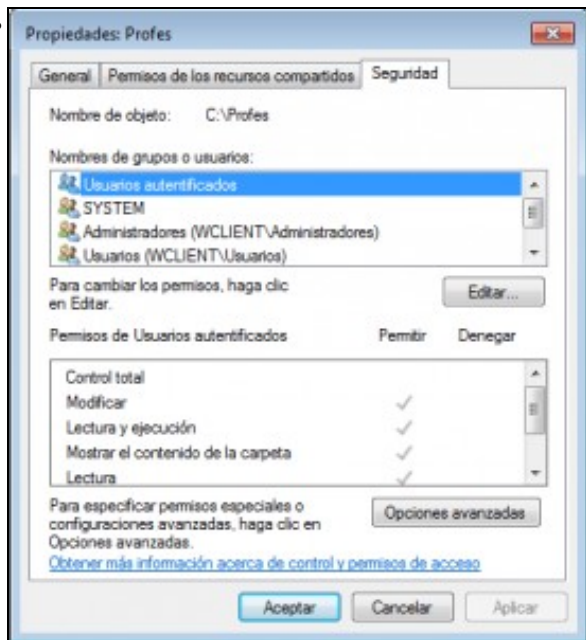 Propiedades: Profes
General Permisos de los recursos compartidos Seguridad
Nombre de objeto: C:\Profes
Nombres de grupos o usuarios:
Usuarios autentificados
SYSTEM
Administradores (WCLIENT\Administradores)
Usuarios (WCLIENT\Usuarios)
Para cambiar los permisos, haga clic
en Editar.
Editar...
Permisos de Usuarios autentificados Permitir Denegar
Control total
Modificar
Lectura y ejecución
Mostrar el contenido de la carpeta
Lectura
Para especificar permisos especiales o
configuraciones avanzadas, haga clic en
Opciones avanzadas.
Opciones avanzadas
Obtener más información acerca de control y permisos de acceso
Aceptar Cancelar Aplicar